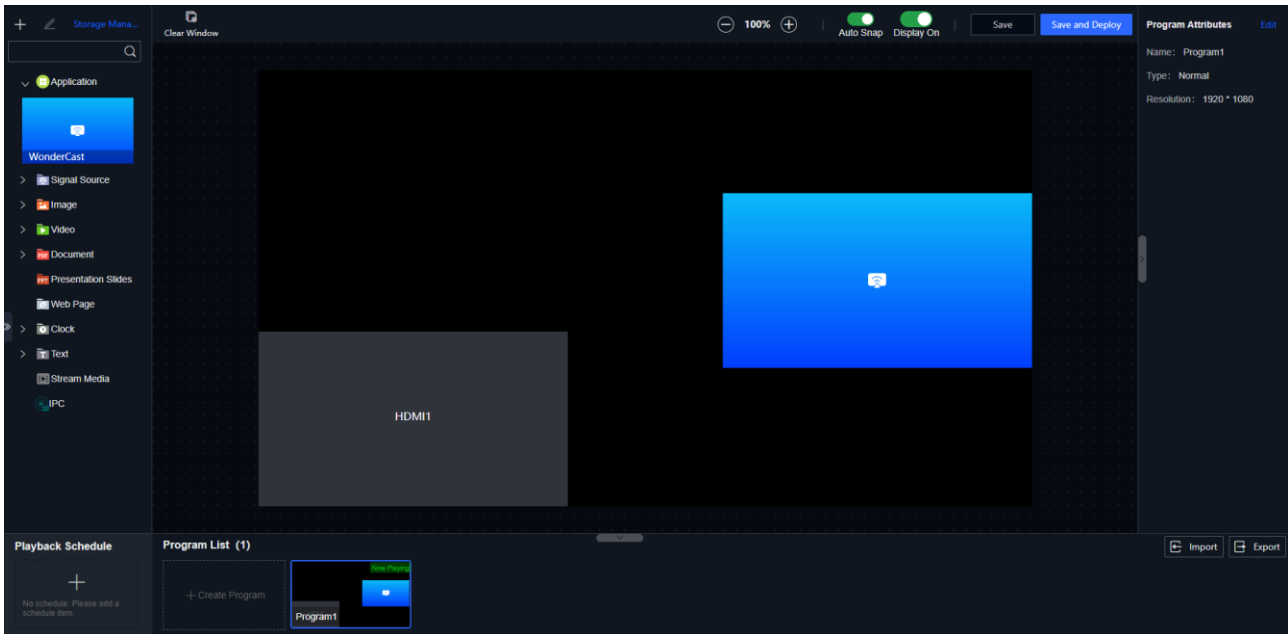 Storage Mana...
Clear Window
100%
Auto Snap
Display On
Save
Save and Deploy
Program Attributes
Edit
Name: Program1
Type: Normal
Resolution: 1920 * 1080
Application
WonderCast
Signal Source
Image
Video
PDF Document
PPT Presentation Slides
Web Page
Clock
T Text
Stream Media
IPC
HDMI1
Playback Schedule
No schedule. Please add a
schedule item.
Program List (1)
+ Create Program
Now Playing
Program1
Import
Export